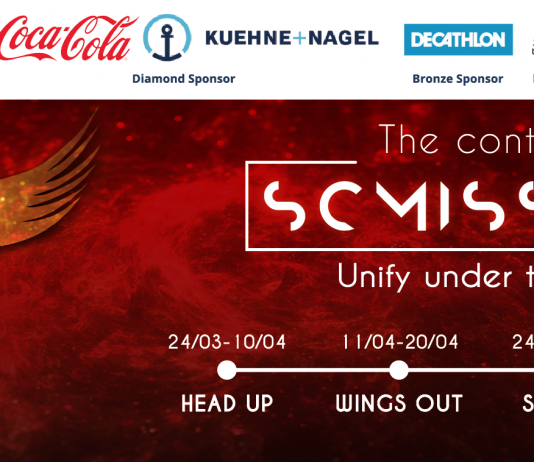 Coca-Cola
KUEHNE+NAGEL
DECATHLON
Diamond Sponsor
Bronze Sponsor
The cont
SCMISS
Unify under t
24/03-10/04
11/04-20/04
24
HEAD UP
WINGS OUT
S